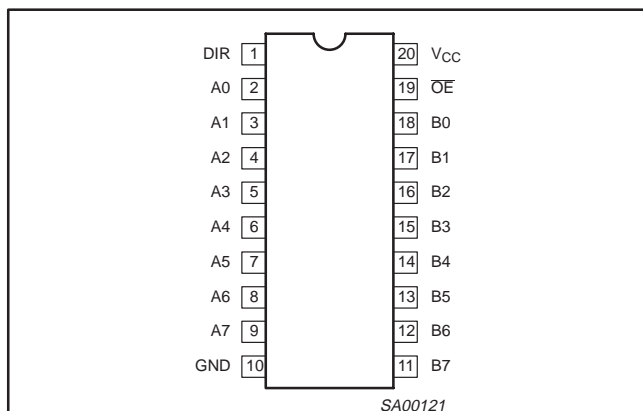 DIR 1 20 VCC
A0 2 19 O̅E̅
A1 3 18 B0
A2 4 17 B1
A3 5 16 B2
A4 6 15 B3
A5 7 14 B4
A6 8 13 B5
A7 9 12 B6
GND 10 11 B7
SA00121